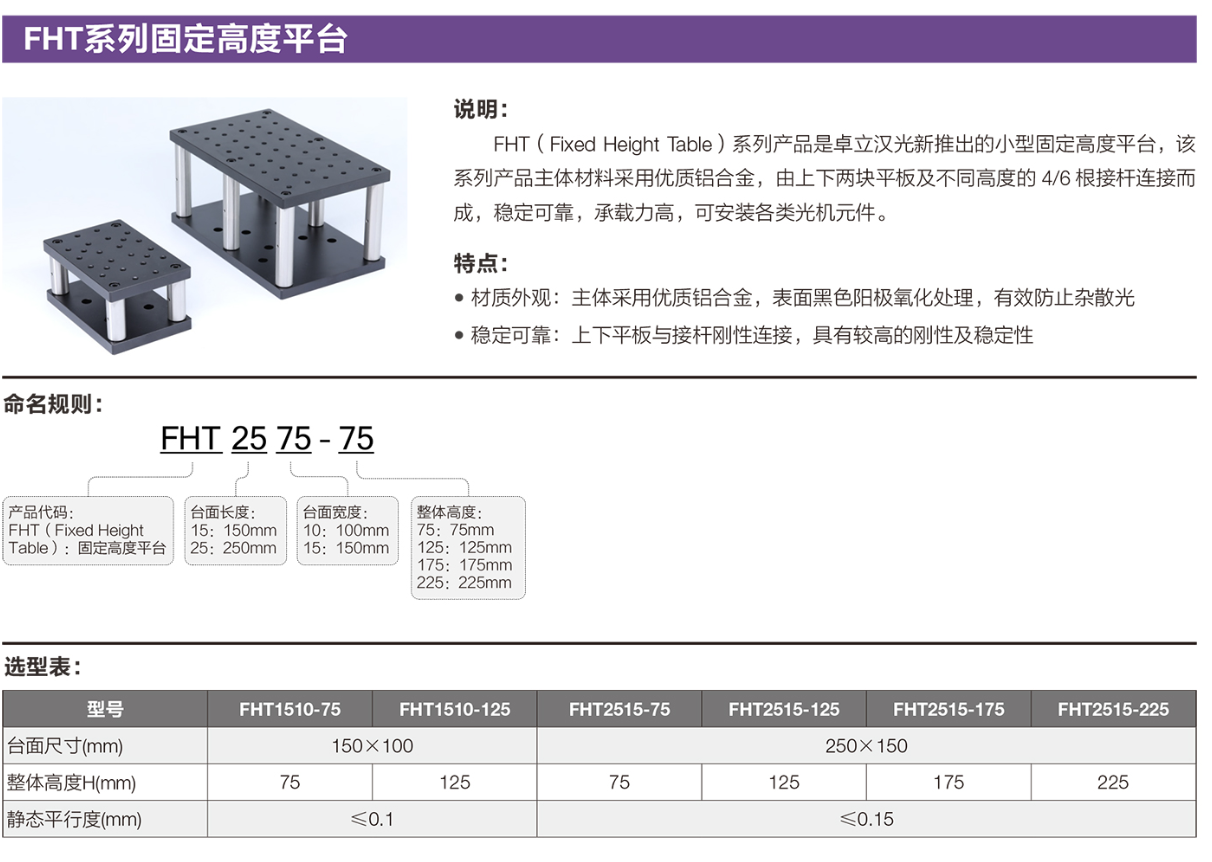 FHT系列固定高度平台
说明：
FHT（Fixed Height Table）系列产品是卓立汉光新推出的小型固定高度平台，该
系列产品主体材料采用优质铝合金，由上下两块平板及不同高度的 4/6 根接杆连接而
成，稳定可靠，承载力高，可安装各类光机元件。
特点：
● 材质外观：主体采用优质铝合金，表面黑色阳极氧化处理，有效防止杂散光
● 稳定可靠：上下平板与接杆刚性连接，具有较高的刚性及稳定性
命名规则：
FHT 25 75 - 75
产品代码：
FHT（Fixed Height
Table）：固定高度平台
台面长度：
15：150mm
25：250mm
台面宽度：
10：100mm
15：150mm
整体高度：
75：75mm
125：125mm
175：175mm
225：225mm
选型表：
型号 FHT1510-75 FHT1510-125 FHT2515-75 FHT2515-125 FHT2515-175 FHT2515-225
台面尺寸(mm) 150×100 250×150
整体高度H(mm) 75 125 75 125 175 225
静态平行度(mm) ≤0.1 ≤0.15